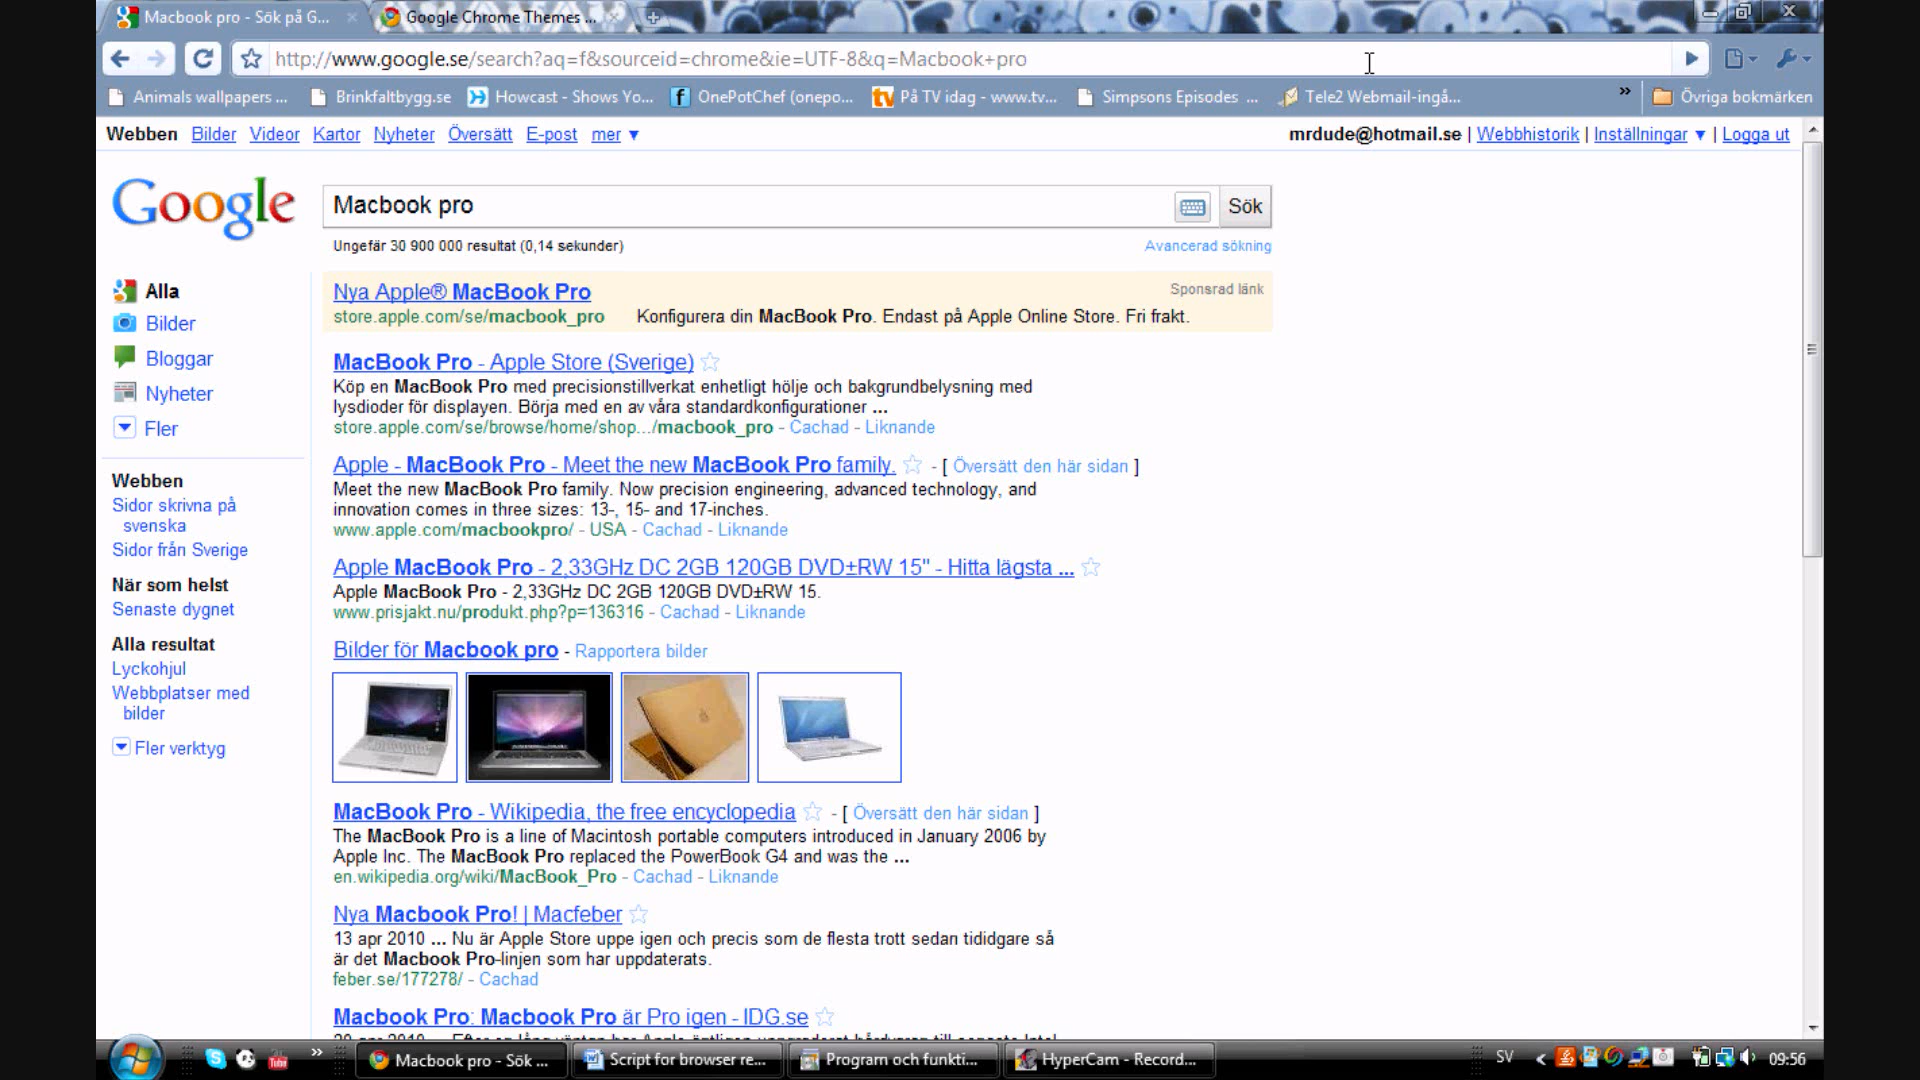 Macbook pro - Sök på G...
Google Chrome Themes ...
http://www.google.se/search?aq=f&sourceid=chrome&ie=UTF-8&q=Macbook+pro
Animals wallpapers ...
Brinkfaltbygg.se
Howcast - Shows Yo...
OnePotChef (onepo...
På TV idag - www.tv...
Simpsons Episodes ...
Tele2 Webmail-ingå...
»
Övriga bokmärken
Webben Bilder Videor Kartor Nyheter Översätt E-post mer ▼
mrdude@hotmail.se | Webbhistorik | Inställningar ▼ | Logga ut
Google
Macbook pro
Sök
Ungefär 30 900 000 resultat (0,14 sekunder)
Avancerad sökning
Alla
Bilder
Bloggar
Nyheter
Fler
Webben
Sidor skrivna på
svenska
Sidor från Sverige
När som helst
Senaste dygnet
Alla resultat
Lyckohjul
Webbplatser med
bilder
Fler verktyg
Nya Apple® MacBook Pro
Sponsrad länk
store.apple.com/se/macbook_pro Konfigurera din MacBook Pro. Endast på Apple Online Store. Fri frakt.
MacBook Pro - Apple Store (Sverige)
Köp en MacBook Pro med precisionstillverkat enhetligt hölje och bakgrundbelysning med
lysdioder för displayen. Börja med en av våra standardkonfigurationer ...
store.apple.com/se/browse/home/shop.../macbook_pro - Cachad - Liknande
Apple - MacBook Pro - Meet the new MacBook Pro family. - [ Översätt den här sidan ]
Meet the new MacBook Pro family. Now precision engineering, advanced technology, and
innovation comes in three sizes: 13-, 15- and 17-inches.
www.apple.com/macbookpro/ - USA - Cachad - Liknande
Apple MacBook Pro - 2,33GHz DC 2GB 120GB DVD±RW 15" - Hitta lägsta ...
Apple MacBook Pro - 2,33GHz DC 2GB 120GB DVD±RW 15.
www.prisjakt.nu/produkt.php?p=136316 - Cachad - Liknande
Bilder för Macbook pro - Rapportera bilder
MacBook Pro - Wikipedia, the free encyclopedia - [ Översätt den här sidan ]
The MacBook Pro is a line of Macintosh portable computers introduced in January 2006 by
Apple Inc. The MacBook Pro replaced the PowerBook G4 and was the ...
en.wikipedia.org/wiki/MacBook_Pro - Cachad - Liknande
Nya Macbook Pro! | Macfeber
13 apr 2010 ... Nu är Apple Store uppe igen och precis som de flesta trott sedan tididgare så
är det Macbook Pro-linjen som har uppdaterats.
feber.se/177278/ - Cachad
Macbook Pro: Macbook Pro är Pro igen - IDG.se
»
Macbook pro - Sök ...
Script for browser re...
Program och funkti...
HyperCam - Record...
SV
09:56